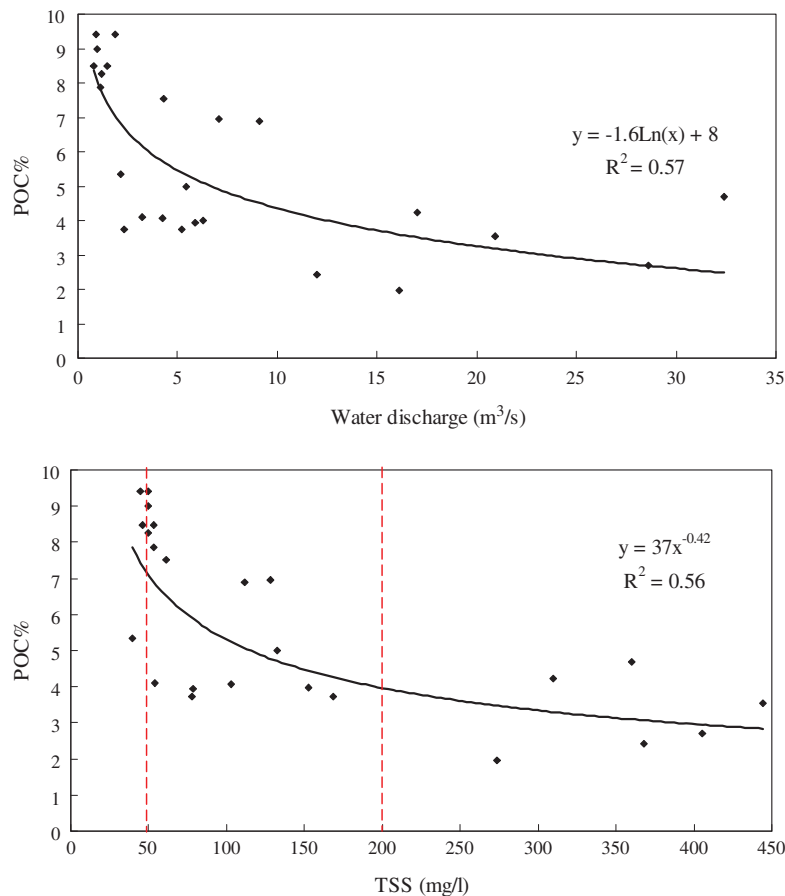 10
9
8
7
6
5
4
3
2
1
0
POC%
y = -1.6Ln(x) + 8
R² = 0.57
0 5 10 15 20 25 30 35
Water discharge (m³/s)
10
9
8
7
6
5
4
3
2
1
0
POC%
y = 37x⁻⁰·⁴²
R² = 0.56
0 50 100 150 200 250 300 350 400 450
TSS (mg/l)